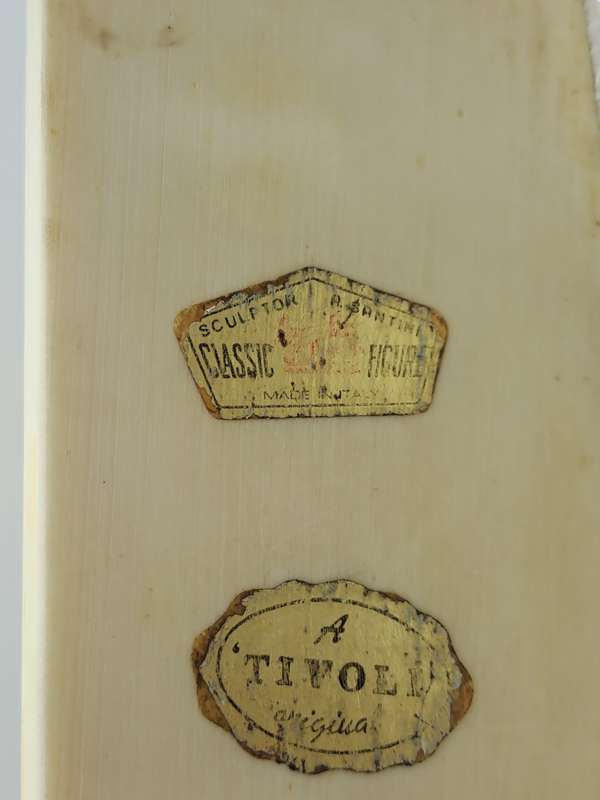 SCULPTOR A. SANTINI
CLASSIC FIGURE
MADE IN ITALY
A
TIVOLI
original